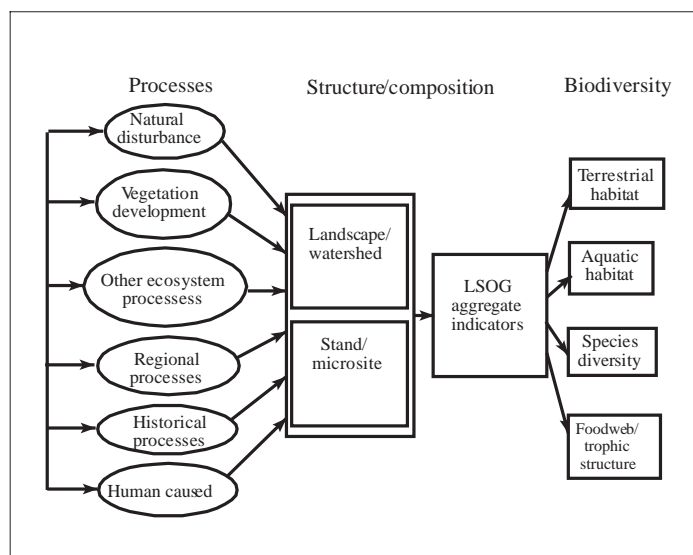 Processes
Structure/composition
Biodiversity
Natural
disturbance
Vegetation
development
Other ecosystem
processess
Regional
processes
Historical
processes
Human caused
Landscape/
watershed
Stand/
microsite
LSOG
aggregate
indicators
Terrestrial
habitat
Aquatic
habitat
Species
diversity
Foodweb/
trophic
structure